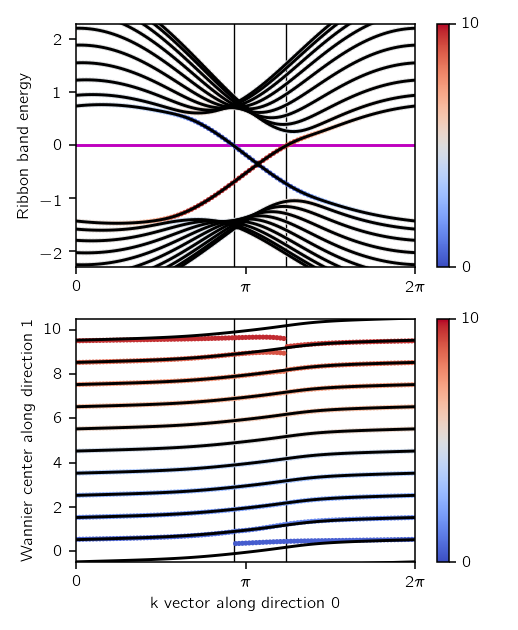 Ribbon band energy
2
1
0
−1
−2
0
π
2π
10
0
Wannier center along direction 1
10
8
6
4
2
0
0
π
2π
10
0
k vector along direction 0